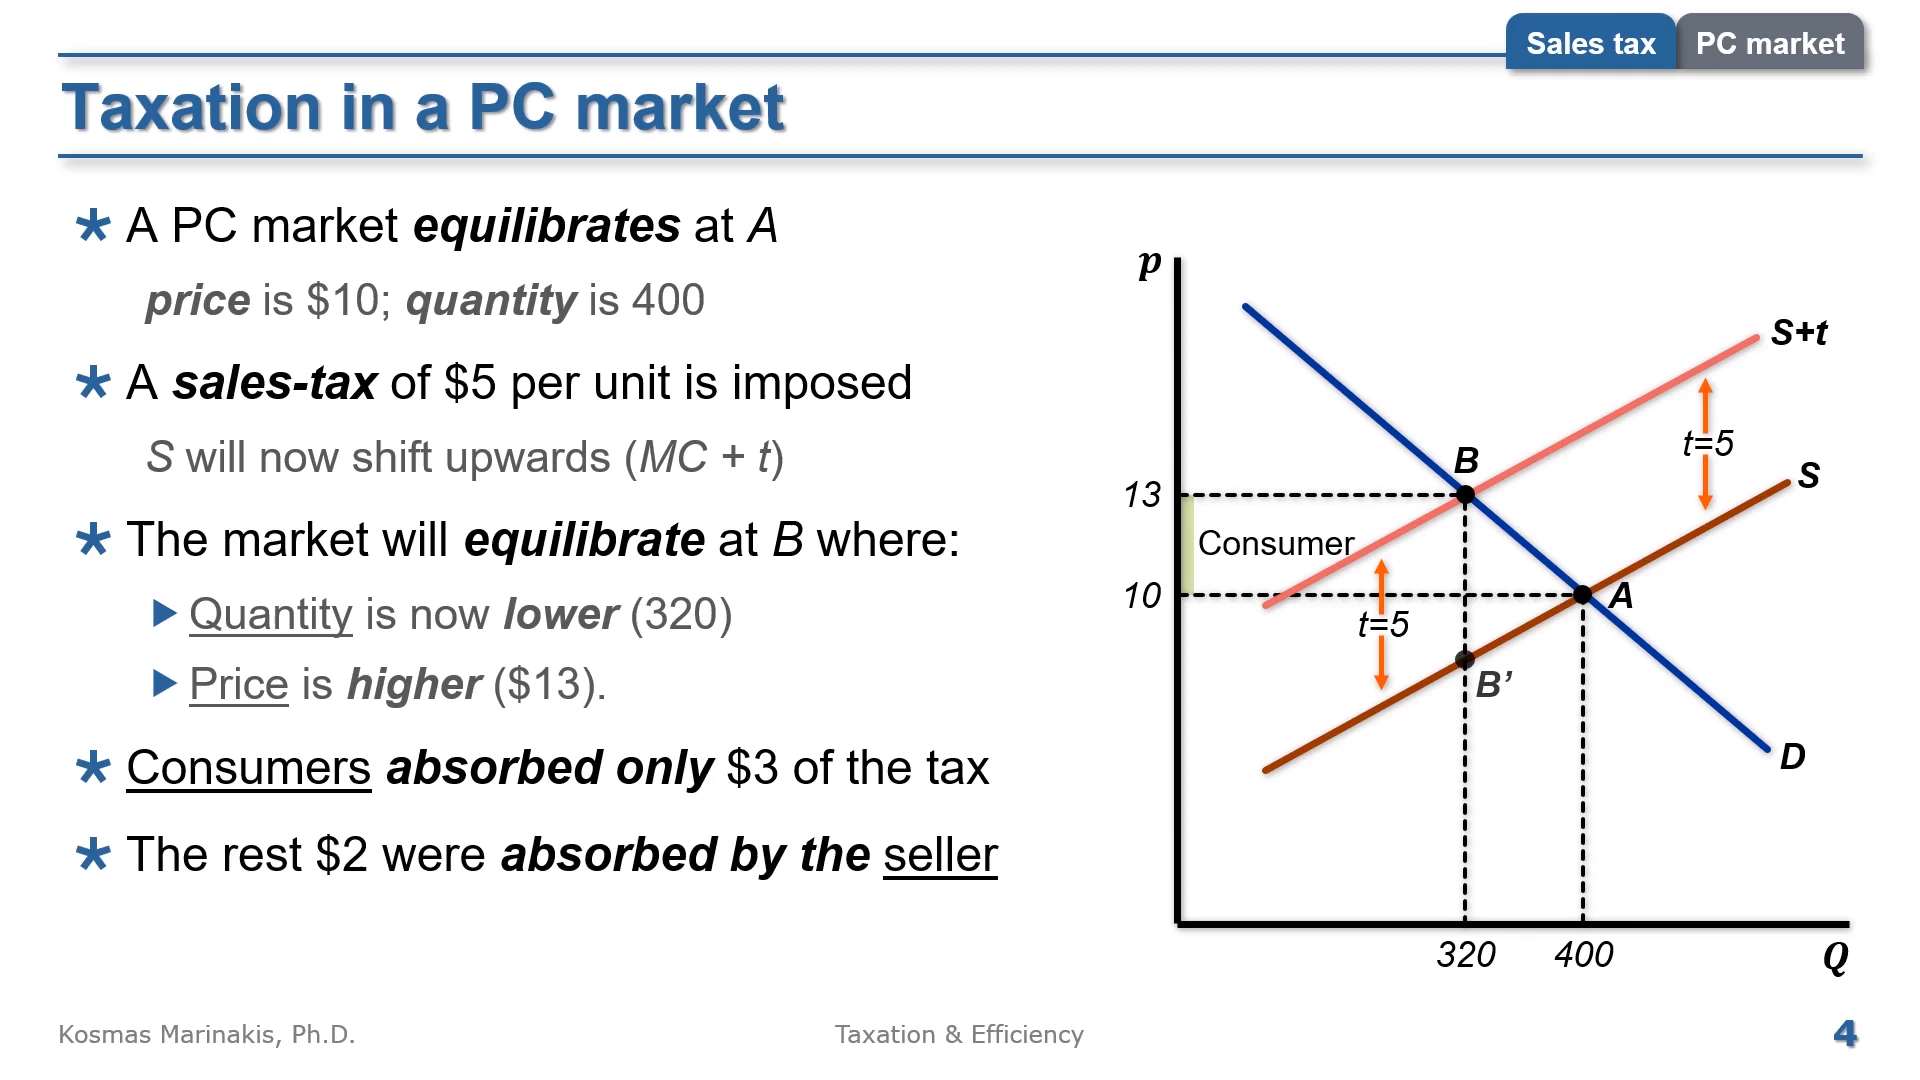 Sales tax
PC market
Taxation in a PC market
A PC market equilibrates at A
price is $10; quantity is 400
A sales-tax of $5 per unit is imposed
S will now shift upwards (MC + t)
The market will equilibrate at B where:
Quantity is now lower (320)
Price is higher ($13).
Consumers absorbed only $3 of the tax
The rest $2 were absorbed by the seller
p
S+t
t=5
B
S
13
Consumer
10
A
t=5
B’
D
320
400
Q
Kosmas Marinakis, Ph.D.
Taxation & Efficiency
4